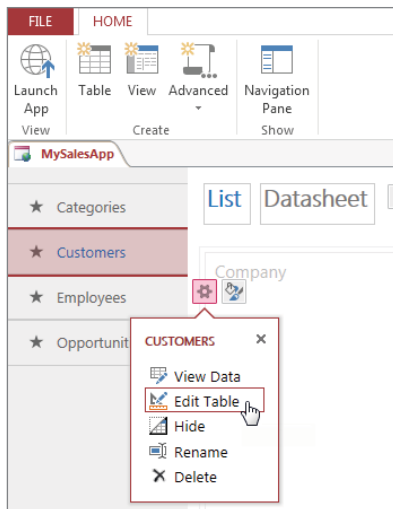 FILE HOME
Launch App
Table
View
Advanced
Navigation Pane
View
Create
Show
MySalesApp
Categories
Customers
Employees
Opportunit
List
Datasheet
Company
CUSTOMERS
View Data
Edit Table
Hide
Rename
Delete